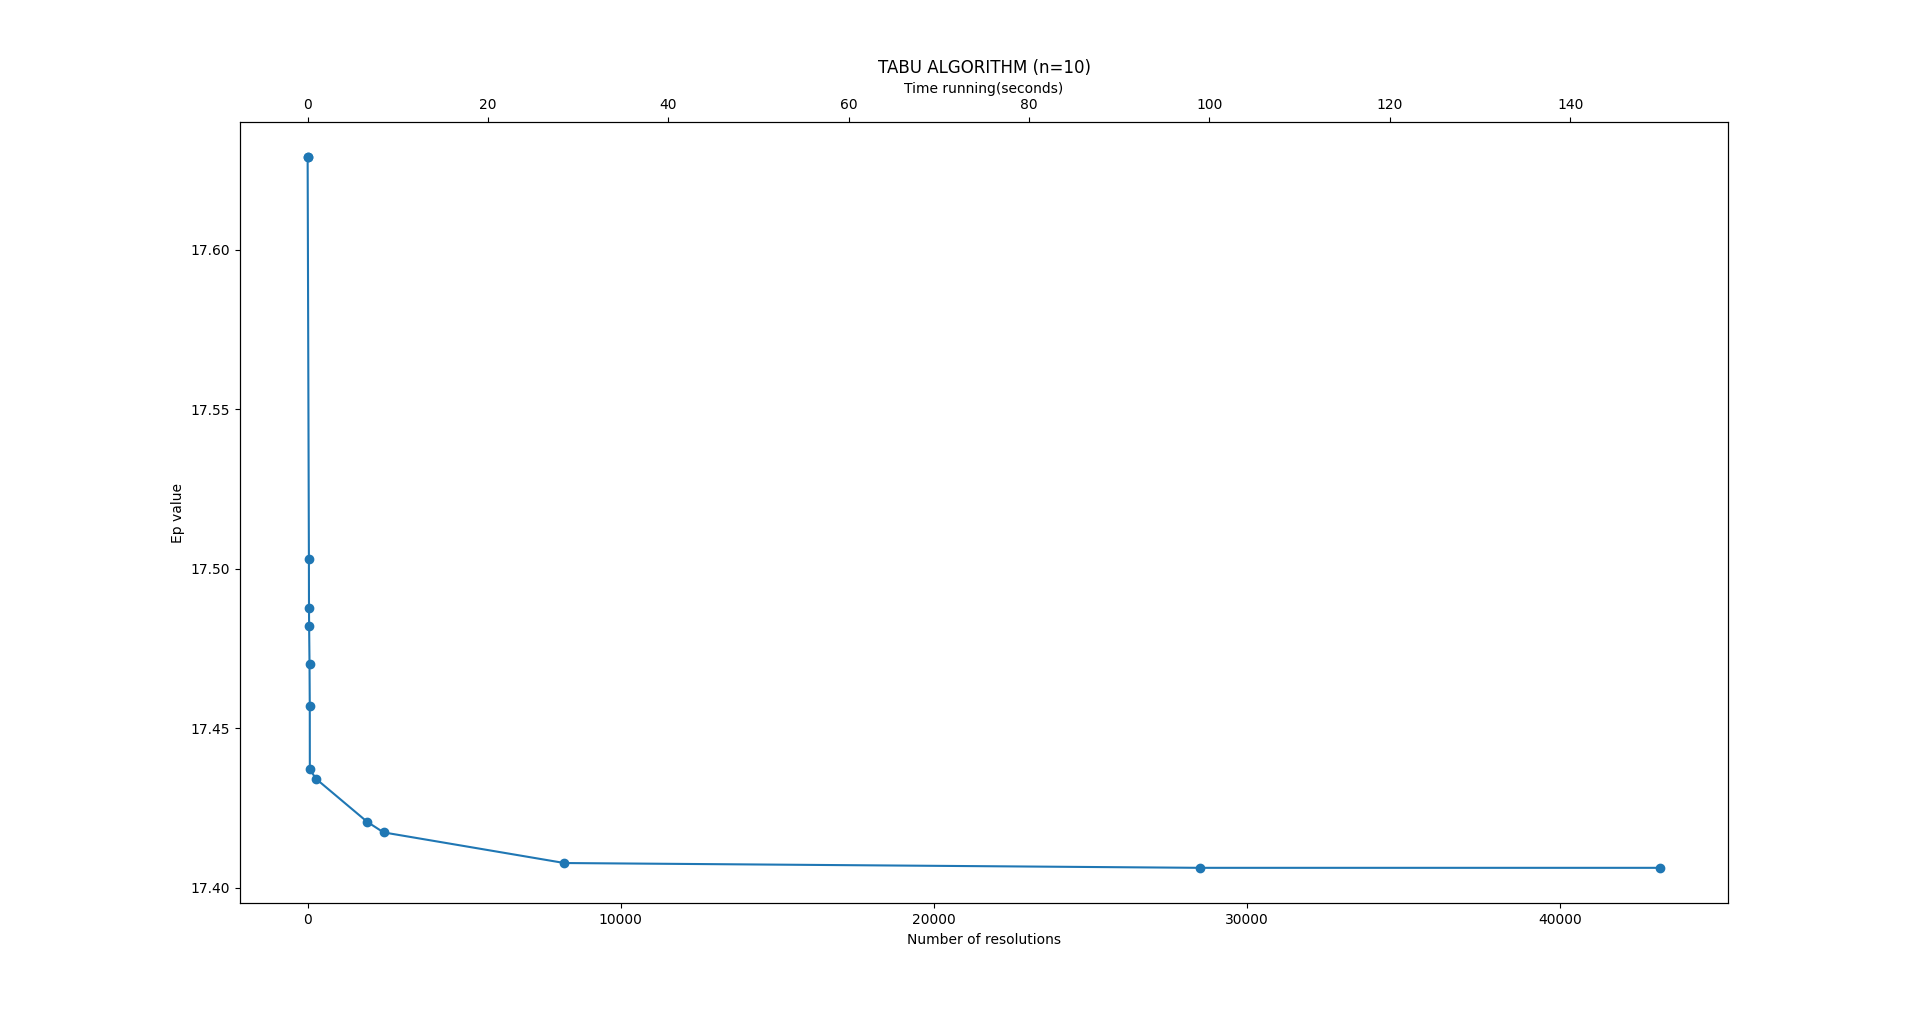 TABU ALGORITHM (n=10)
Time running(seconds)
0 20 40 60 80 100 120 140
17.60
17.55
17.50
17.45
17.40
Ep value
0 10000 20000 30000 40000
Number of resolutions